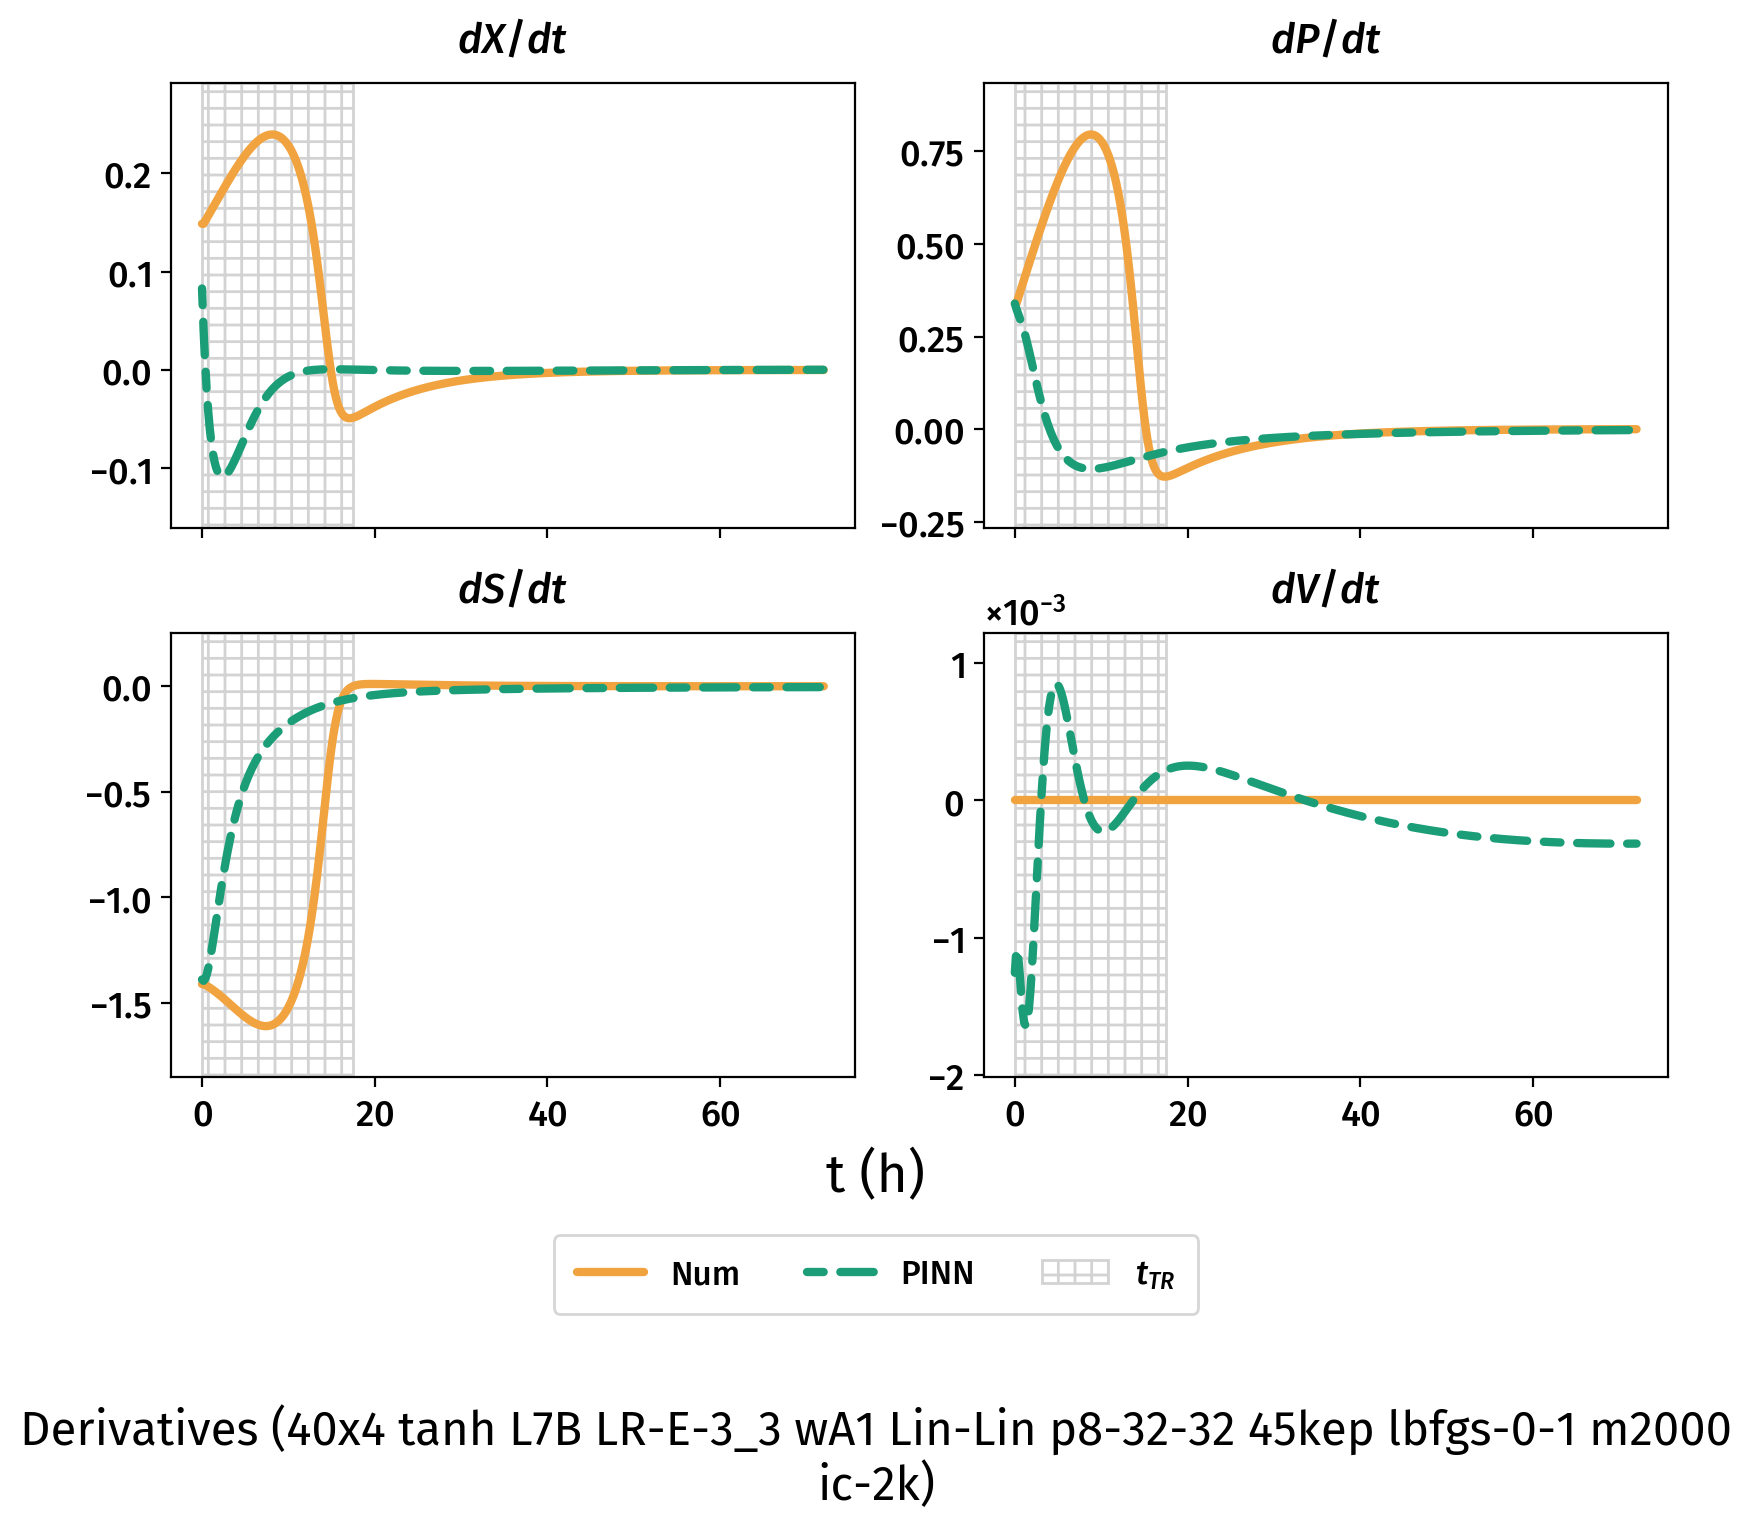 dX/dt
dP/dt
0.2
0.1
0.0
−0.1
0.75
0.50
0.25
0.00
−0.25
dS/dt
dV/dt
×10⁻³
0.0
−0.5
−1.0
−1.5
1
0
−1
−2
0 20 40 60
0 20 40 60
t (h)
Num PINN t_TR
Derivatives (40x4 tanh L7B LR-E-3_3 wA1 Lin-Lin p8-32-32 45kep lbfgs-0-1 m2000
ic-2k)